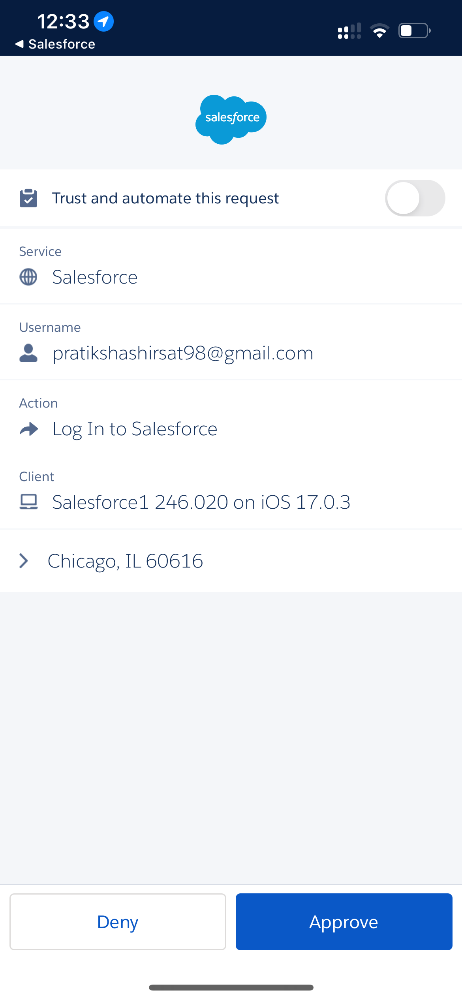 12:33
◀ Salesforce
salesforce
Trust and automate this request
Service
Salesforce
Username
pratikshashirsat98@gmail.com
Action
Log In to Salesforce
Client
Salesforce1 246.020 on iOS 17.0.3
Chicago, IL 60616
Deny
Approve